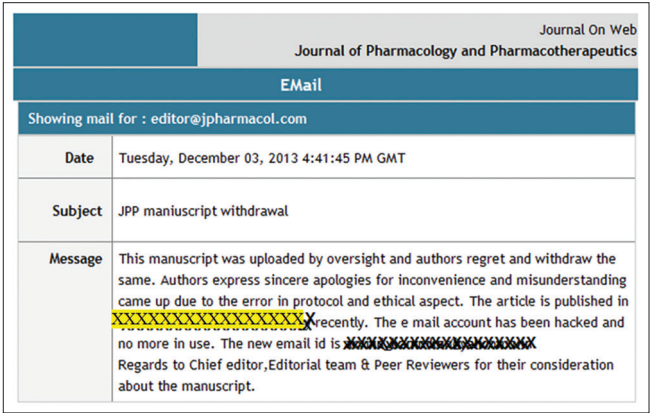 Journal On Web
Journal of Pharmacology and Pharmacotherapeutics
EMail
Showing mail for : editor@jpharmacol.com
Date Tuesday, December 03, 2013 4:41:45 PM GMT
Subject JPP maniuscript withdrawal
Message This manuscript was uploaded by oversight and authors regret and withdraw the
same. Authors express sincere apologies for inconvenience and misunderstanding
came up due to the error in protocol and ethical aspect. The article is published in
XXXXXXXXXXXXXXXXX recently. The e mail account has been hacked and
no more in use. The new email id is
Regards to Chief editor,Editorial team & Peer Reviewers for their consideration
about the manuscript.